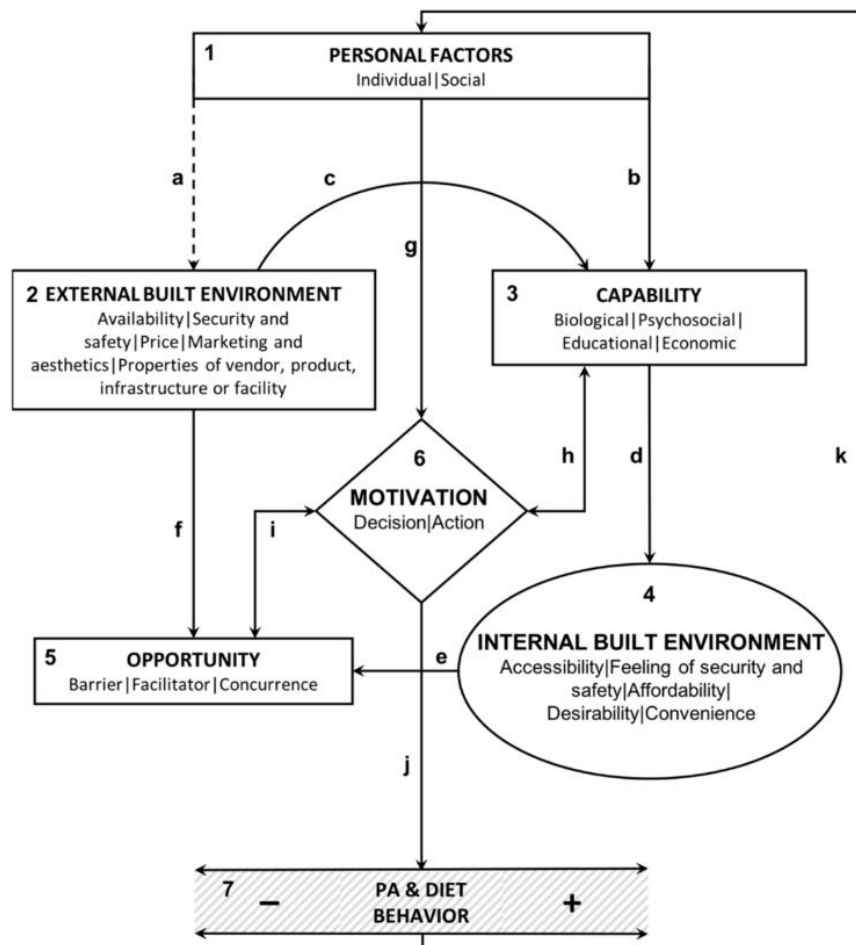 1
PERSONAL FACTORS
Individual|Social
a
c
b
g
2 EXTERNAL BUILT ENVIRONMENT
Availability|Security and
safety|Price|Marketing and
aesthetics|Properties of vendor, product,
infrastructure or facility
3
CAPABILITY
Biological|Psychosocial|
Educational|Economic
6
MOTIVATION
Decision|Action
h
d
k
f
i
4
INTERNAL BUILT ENVIRONMENT
Accessibility|Feeling of security and
safety|Affordability|
Desirability|Convenience
5
OPPORTUNITY
Barrier|Facilitator|Concurrence
e
j
7
−
PA & DIET
BEHAVIOR
+